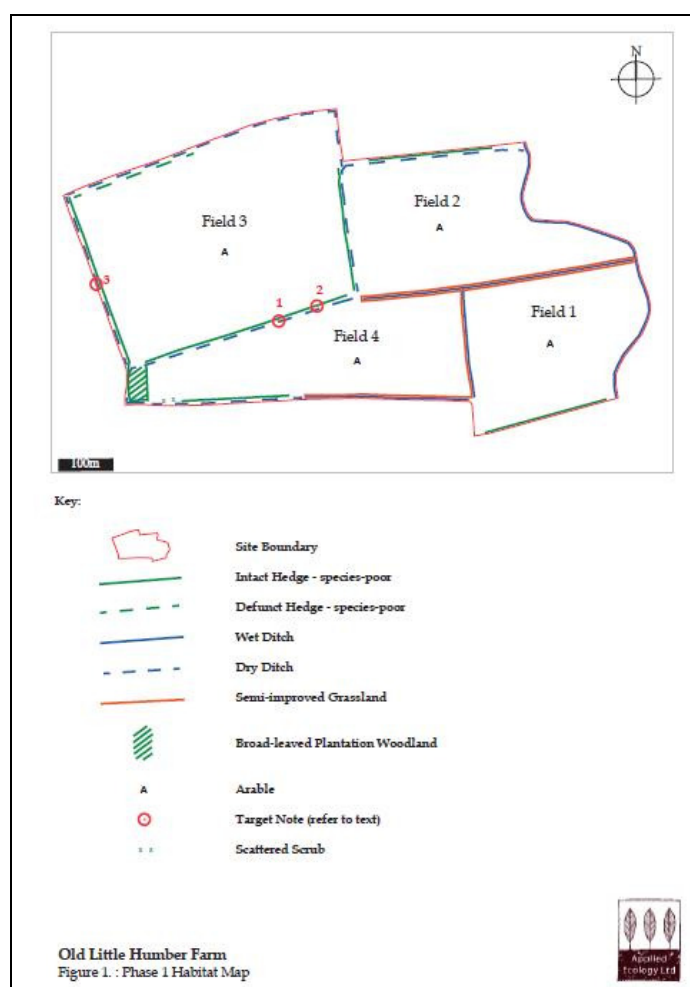 N
Field 3
A
Field 2
A
3
2
1
Field 1
A
Field 4
A
100m
Key:
Site Boundary
Intact Hedge - species-poor
Defunct Hedge - species-poor
Wet Ditch
Dry Ditch
Semi-improved Grassland
Broad-leaved Plantation Woodland
A Arable
Target Note (refer to text)
Scattered Scrub
Old Little Humber Farm
Figure 1. : Phase 1 Habitat Map
Applied
Ecology Ltd